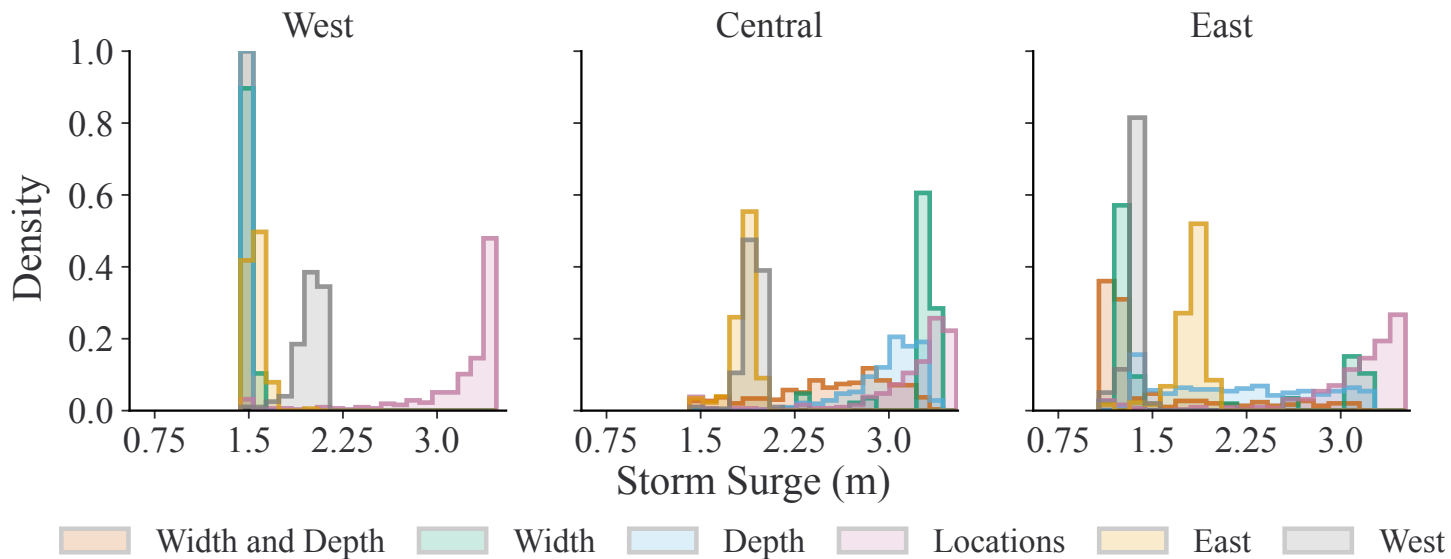 West Central East
Density
1.0
0.8
0.6
0.4
0.2
0.0
0.75 1.5 2.25 3.0 0.75 1.5 2.25 3.0 0.75 1.5 2.25 3.0
Storm Surge (m)
Width and Depth Width Depth Locations East West